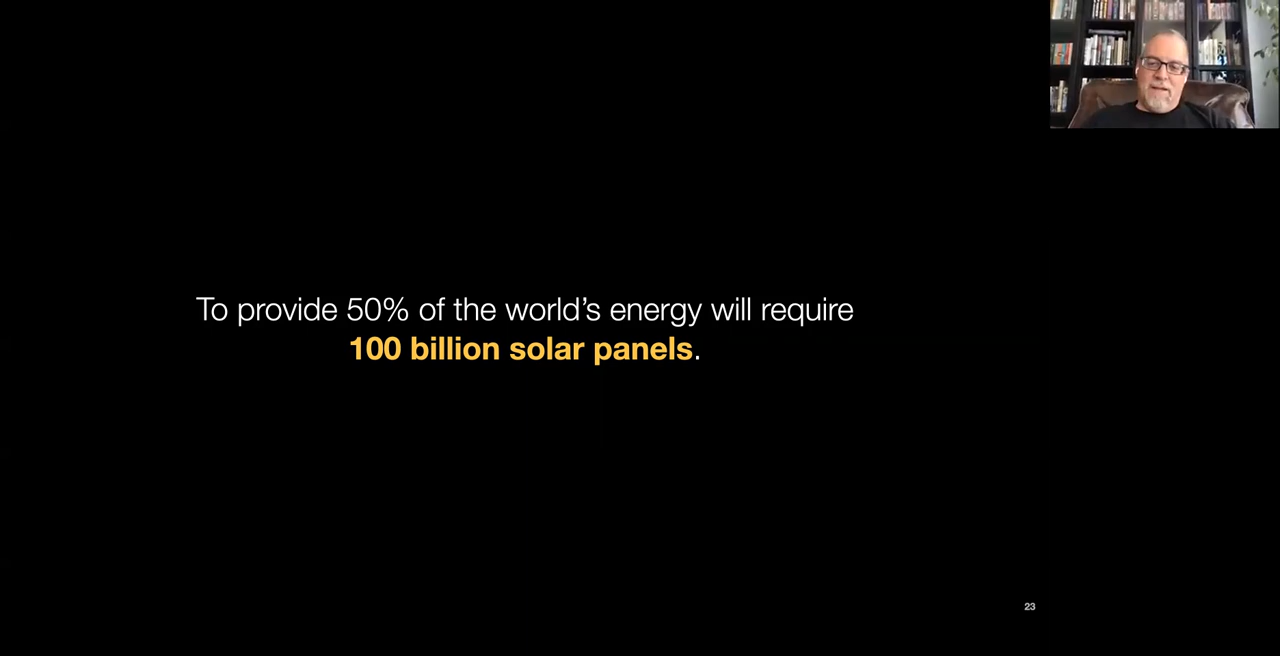 To provide 50% of the world’s energy will require
100 billion solar panels.
23